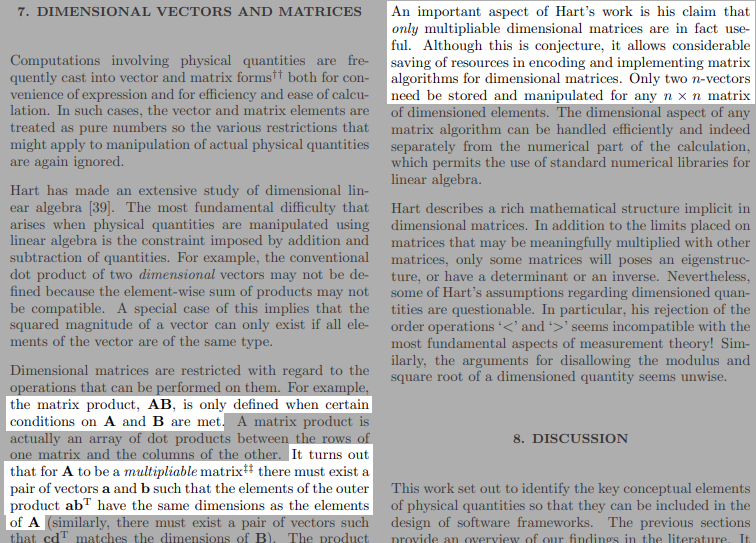 7. DIMENSIONAL VECTORS AND MATRICES
Computations involving physical quantities are fre-
quently cast into vector and matrix forms†† both for con-
venience of expression and for efficiency and ease of calcu-
lation. In such cases, the vector and matrix elements are
treated as pure numbers so the various restrictions that
might apply to manipulation of actual physical quantities
are again ignored.
Hart has made an extensive study of dimensional lin-
ear algebra [39]. The most fundamental difficulty that
arises when physical quantities are manipulated using
linear algebra is the constraint imposed by addition and
subtraction of quantities. For example, the conventional
dot product of two dimensional vectors may not be de-
fined because the element-wise sum of products may not
be compatible. A special case of this implies that the
squared magnitude of a vector can only exist if all ele-
ments of the vector are of the same type.
Dimensional matrices are restricted with regard to the
operations that can be performed on them. For example,
the matrix product, AB, is only defined when certain
conditions on A and B are met. A matrix product is
actually an array of dot products between the rows of
one matrix and the columns of the other. It turns out
that for A to be a multipliable matrix‡‡ there must exist a
pair of vectors a and b such that the elements of the outer
product abᵀ have the same dimensions as the elements
of A (similarly, there must exist a pair of vectors such
that cdᵀ matches the dimensions of B). The product
An important aspect of Hart's work is his claim that
only multipliable dimensional matrices are in fact use-
ful. Although this is conjecture, it allows considerable
saving of resources in encoding and implementing matrix
algorithms for dimensional matrices. Only two n-vectors
need be stored and manipulated for any n × n matrix
of dimensioned elements. The dimensional aspect of any
matrix algorithm can be handled efficiently and indeed
separately from the numerical part of the calculation,
which permits the use of standard numerical libraries for
linear algebra.
Hart describes a rich mathematical structure implicit in
dimensional matrices. In addition to the limits placed on
matrices that may be meaningfully multiplied with other
matrices, only some matrices will poses an eigenstruc-
ture, or have a determinant or an inverse. Nevertheless,
some of Hart's assumptions regarding dimensioned quan-
tities are questionable. In particular, his rejection of the
order operations '<' and '>' seems incompatible with the
most fundamental aspects of measurement theory! Sim-
ilarly, the arguments for disallowing the modulus and
square root of a dimensioned quantity seems unwise.
8. DISCUSSION
This work set out to identify the key conceptual elements
of physical quantities so that they can be included in the
design of software frameworks. The previous sections
provide an overview of our findings in the literature. It